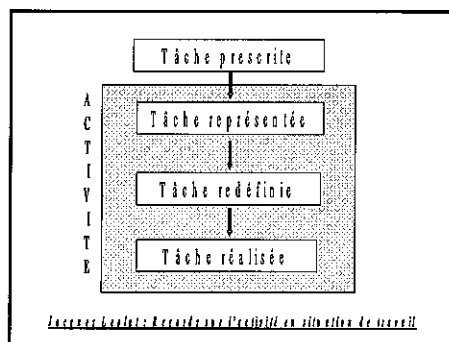 Tâche prescrite
ACTIVITE
Tâche représentée
Tâche redéfinie
Tâche réalisée
Jacques Leplat : Regards sur l'activité en situation de travail